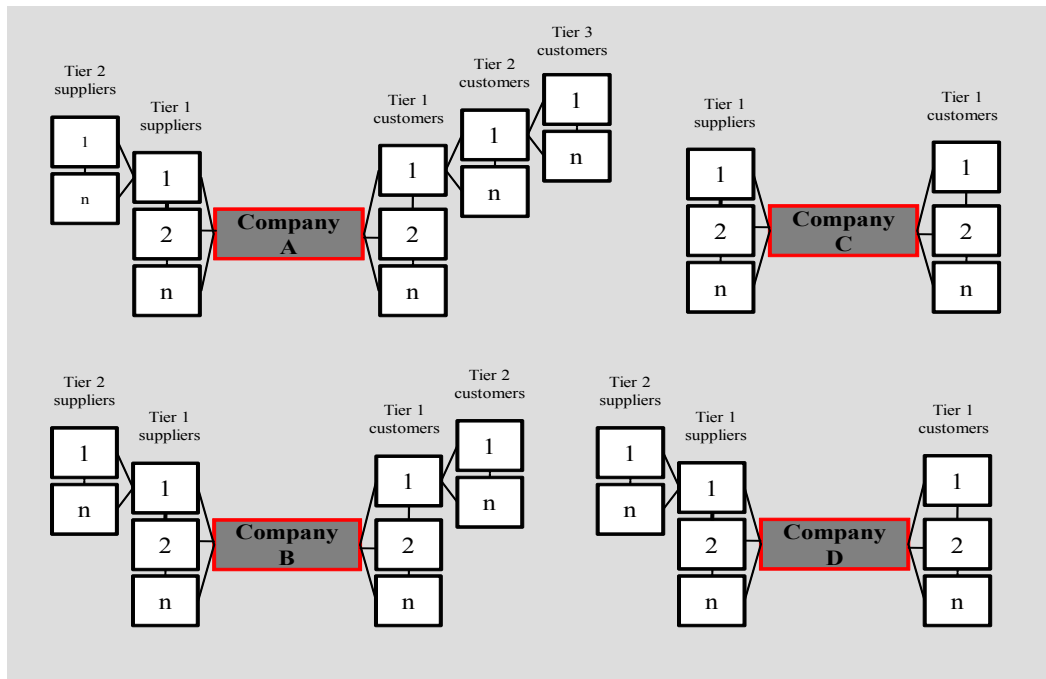 Tier 3
customers
Tier 2
suppliers
Tier 1
suppliers
Tier 1
customers
Tier 2
customers
1
n
1
2
n
Company
A
1
2
n
1
n
1
n
Tier 1
suppliers
Tier 1
customers
1
2
n
Company
C
1
2
n
Tier 2
suppliers
Tier 1
suppliers
Tier 1
customers
Tier 2
customers
1
n
1
2
n
Company
B
1
2
n
1
n
Tier 2
suppliers
Tier 1
suppliers
Tier 1
customers
1
n
1
2
n
Company
D
1
2
n